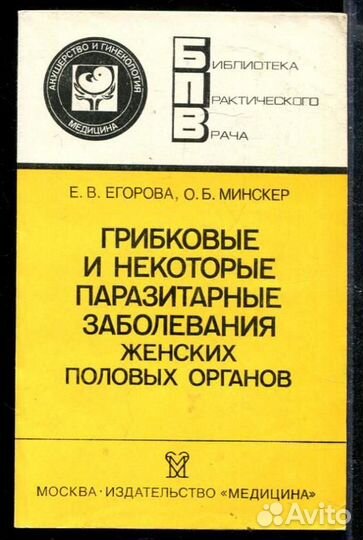 АКУШЕРСТВО И ГИНЕКОЛОГИЯ
МЕДИЦИНА
БИБЛИОТЕКА
ПРАКТИЧЕСКОГО
ВРАЧА
Е. В. ЕГОРОВА, О. Б. МИНСКЕР
ГРИБКОВЫЕ
И НЕКОТОРЫЕ
ПАРАЗИТАРНЫЕ
ЗАБОЛЕВАНИЯ
ЖЕНСКИХ
ПОЛОВЫХ ОРГАНОВ
МОСКВА · ИЗДАТЕЛЬСТВО «МЕДИЦИНА»
Avito